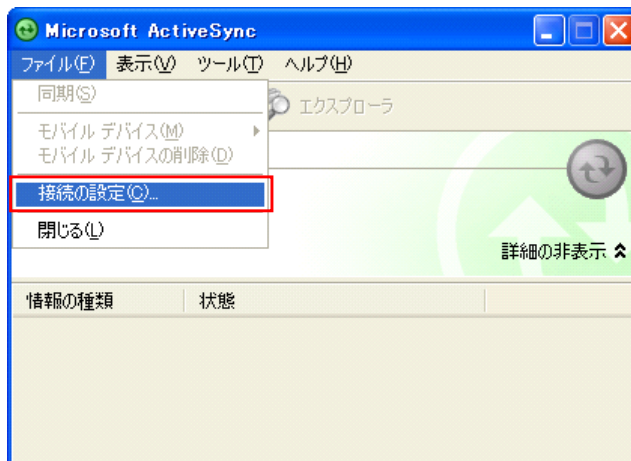 Microsoft ActiveSync
ファイル(F) 表示(V) ツール(T) ヘルプ(H)
同期(S)
エクスプローラ
モバイル デバイス(M)
モバイル デバイスの削除(D)
接続の設定(C)...
閉じる(L)
詳細の非表示
情報の種類 状態